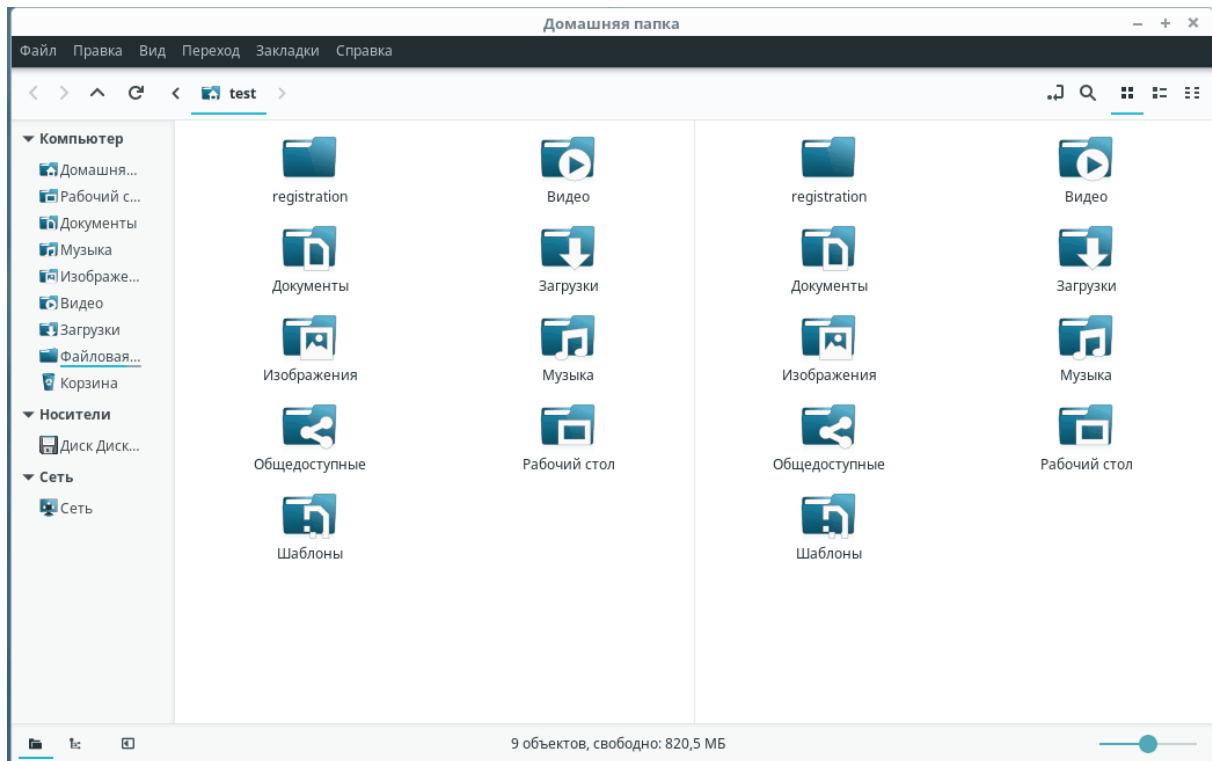 Домашняя папка
Файл Правка Вид Переход Закладки Справка
test
Компьютер
Домашня...
Рабочий с...
Документы
Музыка
Изображе...
Видео
Загрузки
Файловая...
Корзина
Носители
Диск Диск...
Сеть
Сеть
registration Видео
Документы Загрузки
Изображения Музыка
Общедоступные Рабочий стол
Шаблоны
registration Видео
Документы Загрузки
Изображения Музыка
Общедоступные Рабочий стол
Шаблоны
9 объектов, свободно: 820,5 МБ